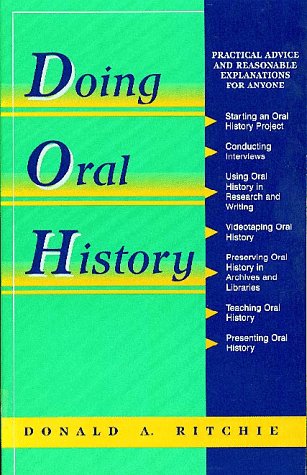 Doing
Oral
History
PRACTICAL ADVICE
AND REASONABLE
EXPLANATIONS
FOR ANYONE
Starting an Oral
History Project
Conducting
Interviews
Using Oral
History in
Research and
Writing
Videotaping Oral
History
Preserving Oral
History in
Archives and
Libraries
Teaching Oral
History
Presenting Oral
History
DONALD A. RITCHIE